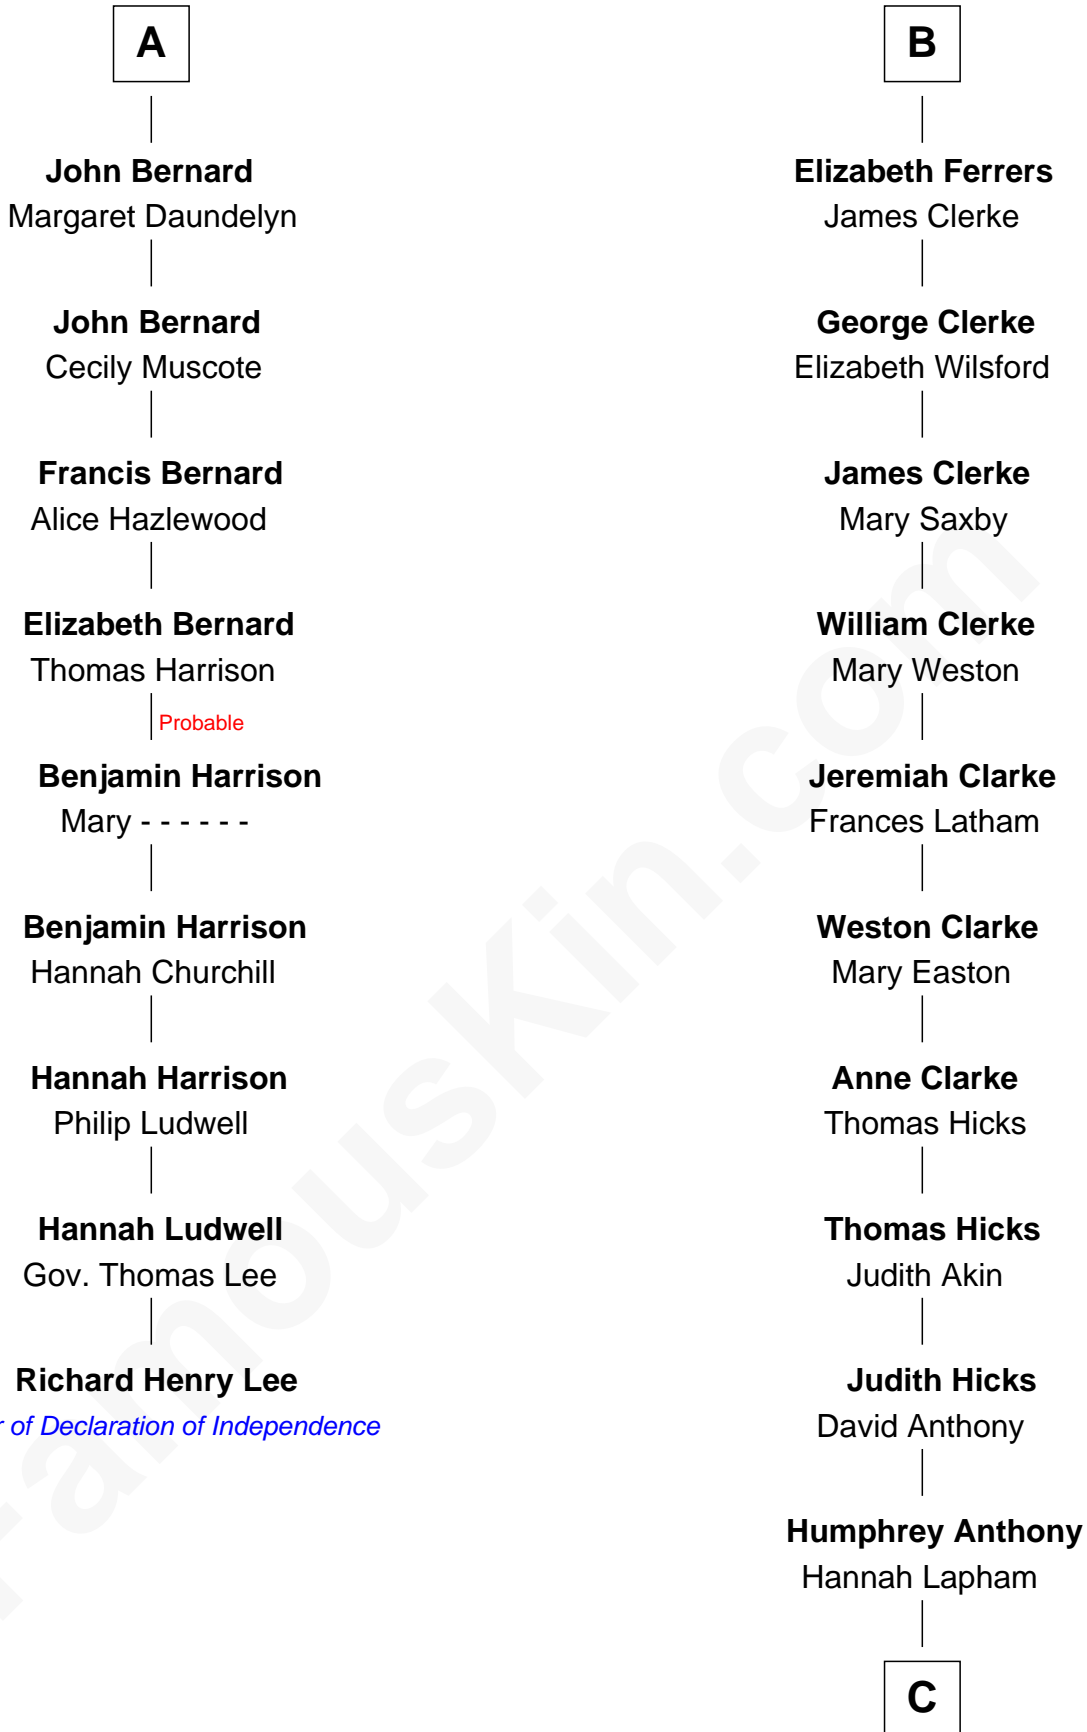 A
John Bernard
Margaret Daundelyn
John Bernard
Cecily Muscote
Francis Bernard
Alice Hazlewood
Elizabeth Bernard
Thomas Harrison
Probable
Benjamin Harrison
Mary - - - - - -
Benjamin Harrison
Hannah Churchill
Hannah Harrison
Philip Ludwell
Hannah Ludwell
Gov. Thomas Lee
Richard Henry Lee
of Declaration of Independence
B
Elizabeth Ferrers
James Clerke
George Clerke
Elizabeth Wilsford
James Clerke
Mary Saxby
William Clerke
Mary Weston
Jeremiah Clarke
Frances Latham
Weston Clarke
Mary Easton
Anne Clarke
Thomas Hicks
Thomas Hicks
Judith Akin
Judith Hicks
David Anthony
Humphrey Anthony
Hannah Lapham
C
FamousKin.com